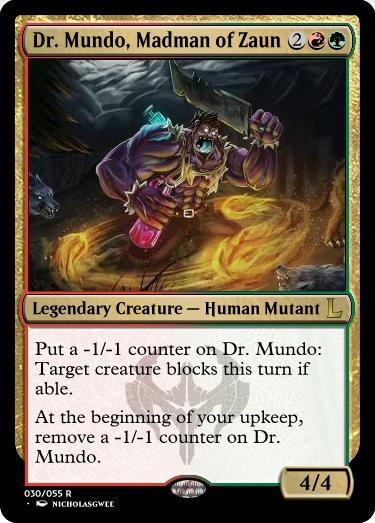 Dr. Mundo, Madman of Zaun 2
Legendary Creature — Human Mutant L
Put a -1/-1 counter on Dr. Mundo:
Target creature blocks this turn if
able.
At the beginning of your upkeep,
remove a -1/-1 counter on Dr.
Mundo.
4/4
030/055 R
· NICHOLASGWEE